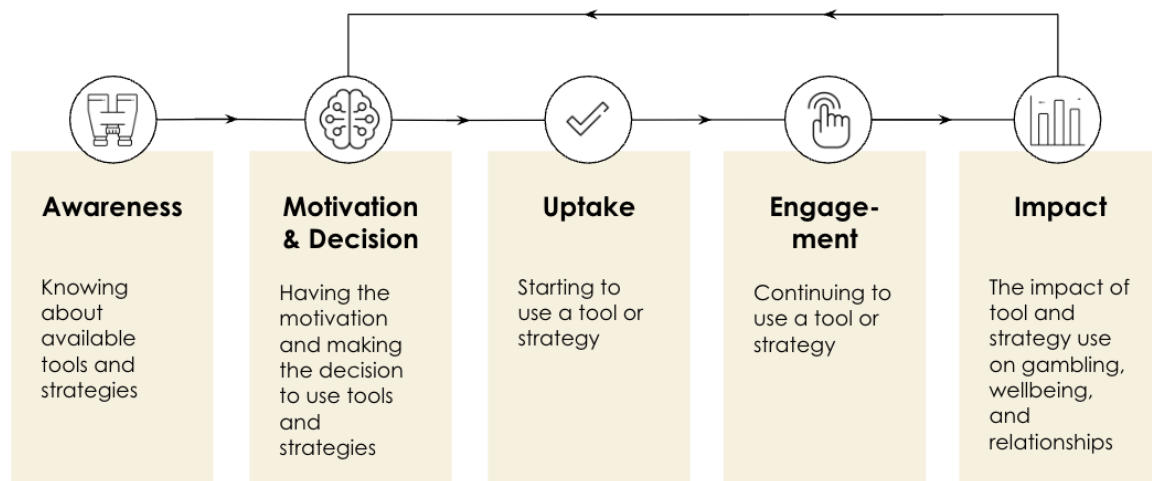 Awareness
Knowing
about
available
tools and
strategies
Motivation
& Decision
Having the
motivation
and making
the decision
to use tools
and
strategies
Uptake
Starting to
use a tool or
strategy
Engage-
ment
Continuing to
use a tool or
strategy
Impact
The impact of
tool and
strategy use
on gambling,
wellbeing,
and
relationships